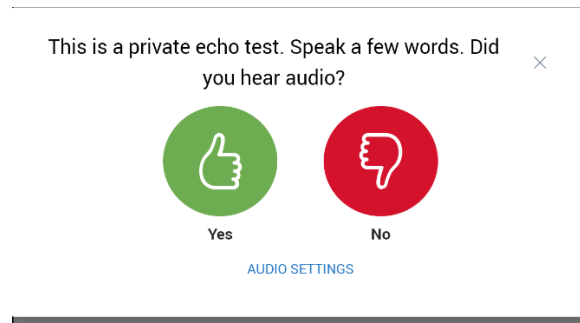 This is a private echo test. Speak a few words. Did
you hear audio?
Yes
No
AUDIO SETTINGS